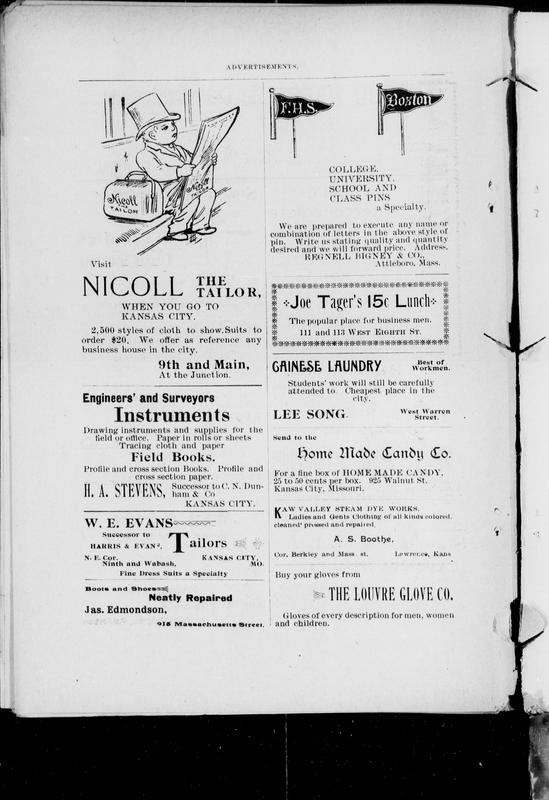 ADVERTISEMENTS.
Nicoll
TAILOR
Nicoll
TAILOR
Visit
NICOLL THE TAILOR,
WHEN YOU GO TO
KANSAS CITY.
2,500 styles of cloth to show. Suits to
order $20. We offer as reference any
business house in the city.
9th and Main,
At the Junction.
Engineers' and Surveyors
Instruments
Drawing instruments and supplies for the
field or office. Paper in rolls or sheets
Tracing cloth and paper
Field Books.
Profile and cross section Books. Profile and
cross section paper.
H. A. STEVENS, Successor to C. N. Dun-
ham & Co
KANSAS CITY.
W. E. EVANS
Successor to
HARRIS & EVANS.
Tailors
N. E. Cor.
Ninth and Wabash,
KANSAS CITY,
MO.
Fine Dress Suits a Specialty
Boots and Shoes
Neatly Repaired
Jas. Edmondson,
915 Massachusetts Street.
F.H.S.
Boston
COLLEGE,
UNIVERSITY,
SCHOOL AND
CLASS PINS
a Specialty.
We are prepared to execute any name or
combination of letters in the above style of
pin. Write us stating quality and quantity
desired and we will forward price. Address.
REGNELL BIGNEY & CO.,
Attleboro, Mass.
Joe Tager's 15c Lunch
The popular place for business men.
111 and 113 WEST EIGHTH ST.
CAINESE LAUNDRY Best of
Workmen.
Students' work will still be carefully
attended to. Cheapest place in the
city.
LEE SONG. West Warren
Street.
Send to the
Home Made Candy Co.
For a fine box of HOME MADE CANDY.
25 to 50 cents per box. 925 Walnut St.
Kansas City, Missouri.
KAW VALLEY STEAM DYE WORKS.
Ladies and Gents Clothing of all kinds colored,
cleaned pressed and repaired.
A. S. Boothe,
Cor. Berkley and Mass. st. Lawrence, Kans
Buy your gloves from
THE LOUVRE GLOVE CO.
Gloves of every description for men, women
and children.